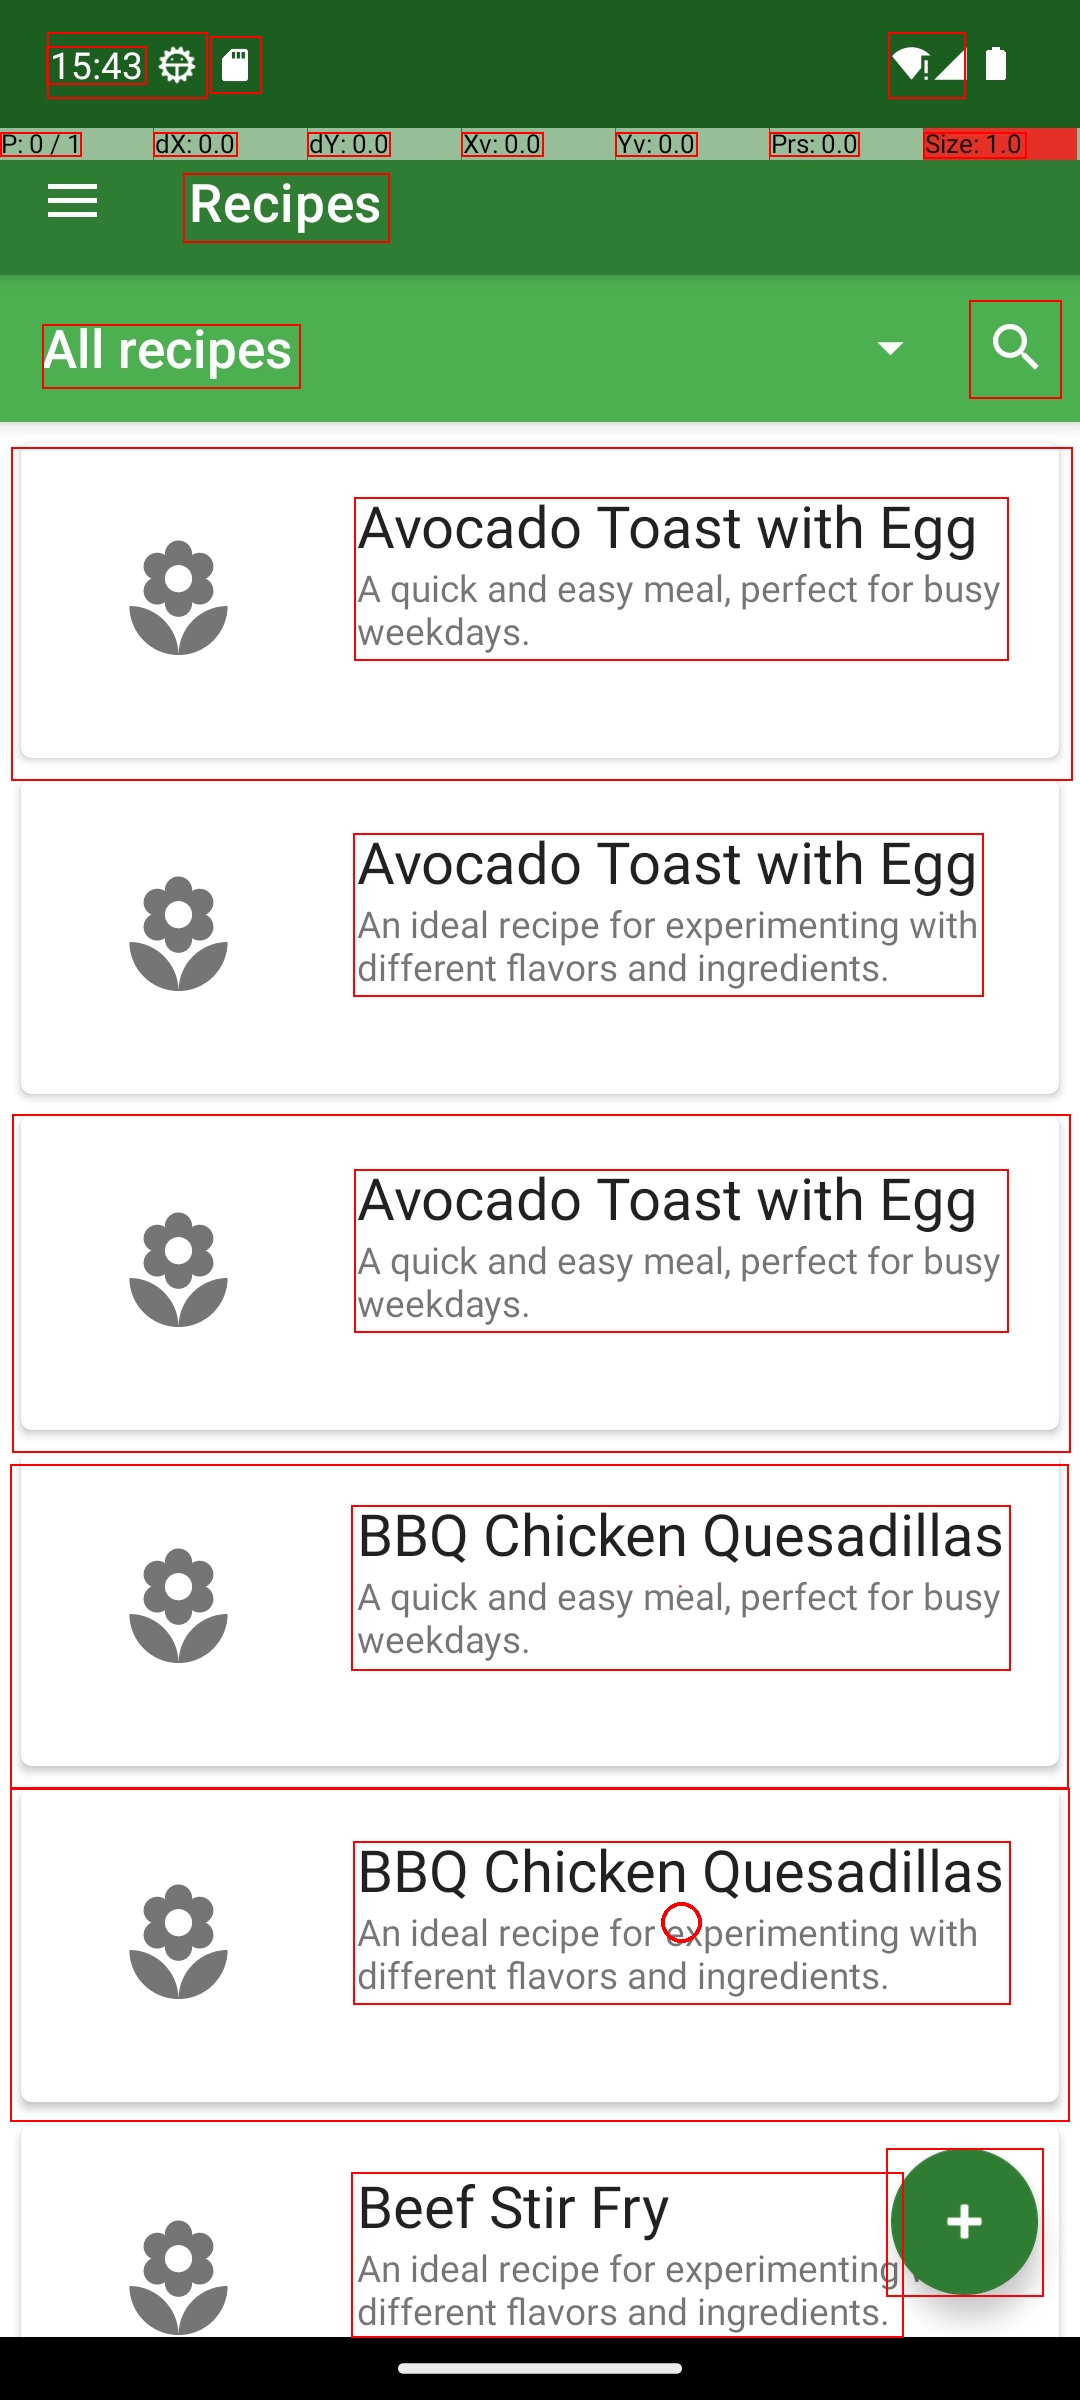 15:43
P: 0 / 1 dX: 0.0 dY: 0.0 Xv: 0.0 Yv: 0.0 Prs: 0.0 Size: 1.0
Recipes
All recipes
Avocado Toast with Egg
A quick and easy meal, perfect for busy
weekdays.
Avocado Toast with Egg
An ideal recipe for experimenting with
different flavors and ingredients.
Avocado Toast with Egg
A quick and easy meal, perfect for busy
weekdays.
BBQ Chicken Quesadillas
A quick and easy meal, perfect for busy
weekdays.
BBQ Chicken Quesadillas
An ideal recipe for experimenting with
different flavors and ingredients.
Beef Stir Fry
An ideal recipe for experimenting
different flavors and ingredients.